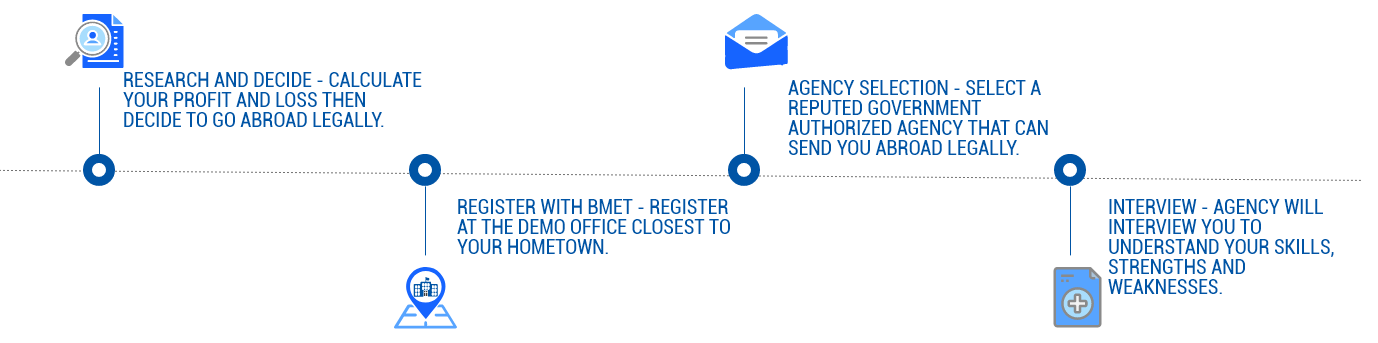 RESEARCH AND DECIDE - CALCULATE
YOUR PROFIT AND LOSS THEN
DECIDE TO GO ABROAD LEGALLY.
REGISTER WITH BMET - REGISTER
AT THE DEMO OFFICE CLOSEST TO
YOUR HOMETOWN.
AGENCY SELECTION - SELECT A
REPUTED GOVERNMENT
AUTHORIZED AGENCY THAT CAN
SEND YOU ABROAD LEGALLY.
INTERVIEW - AGENCY WILL
INTERVIEW YOU TO
UNDERSTAND YOUR SKILLS,
STRENGTHS AND
WEAKNESSES.